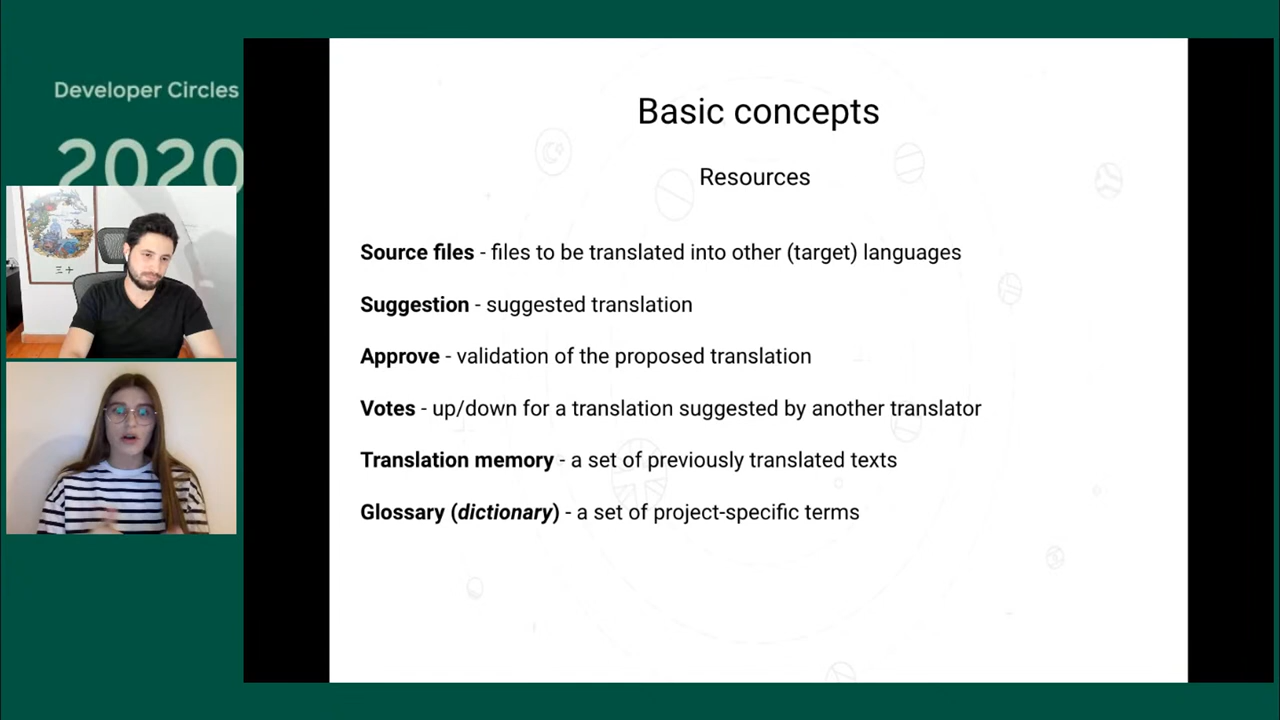 Developer Circles
2020
三十
Basic concepts
Resources
Source files - files to be translated into other (target) languages
Suggestion - suggested translation
Approve - validation of the proposed translation
Votes - up/down for a translation suggested by another translator
Translation memory - a set of previously translated texts
Glossary (dictionary) - a set of project-specific terms